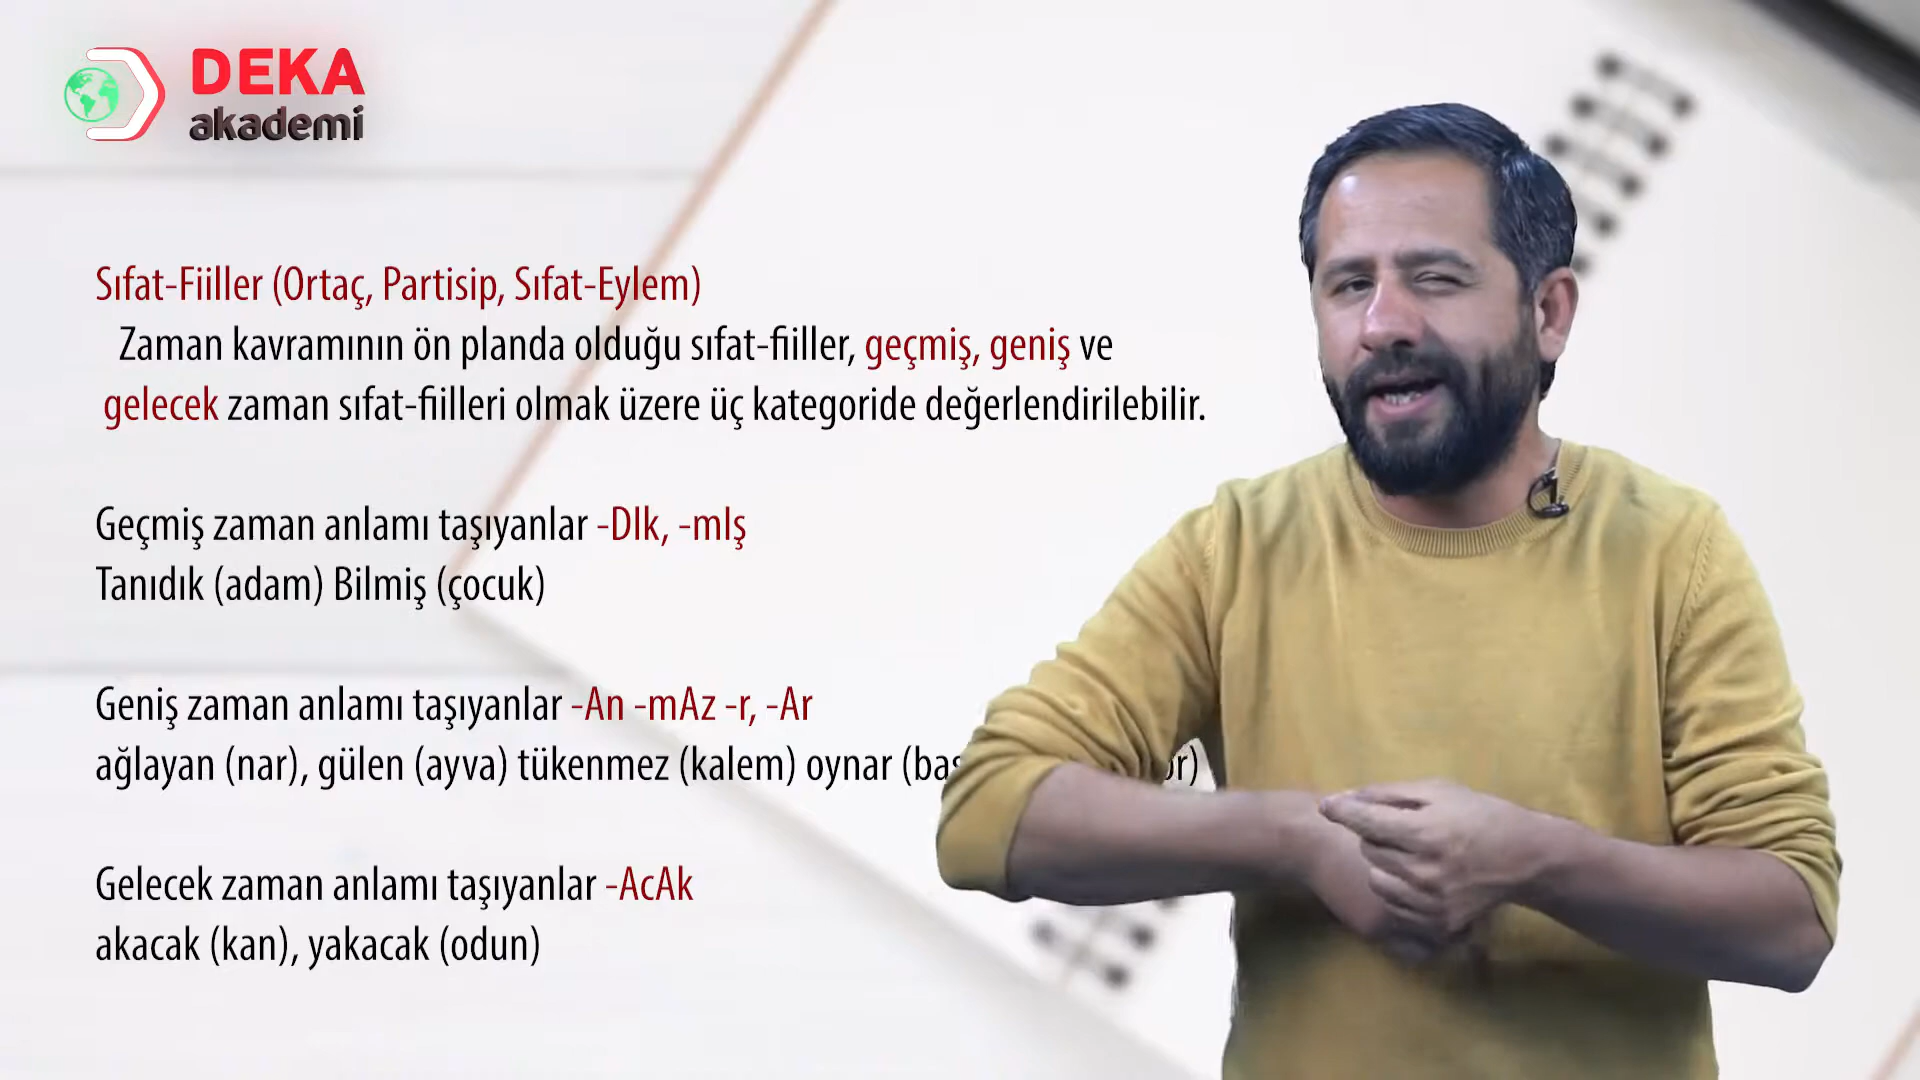 DEKA
akademi
Sıfat-Fiiller (Ortaç, Partisip, Sıfat-Eylem)
Zaman kavramının ön planda olduğu sıfat-fiiller, geçmiş, geniş ve
gelecek zaman sıfat-fiilleri olmak üzere üç kategoride değerlendirilebilir.
Geçmiş zaman anlamı taşıyanlar -DIk, -mIş
Tanıdık (adam) Bilmiş (çocuk)
Geniş zaman anlamı taşıyanlar -An -mAz -r, -Ar
ağlayan (nar), gülen (ayva) tükenmez (kalem) oynar
Gelecek zaman anlamı taşıyanlar -AcAk
akacak (kan), yakacak (odun)